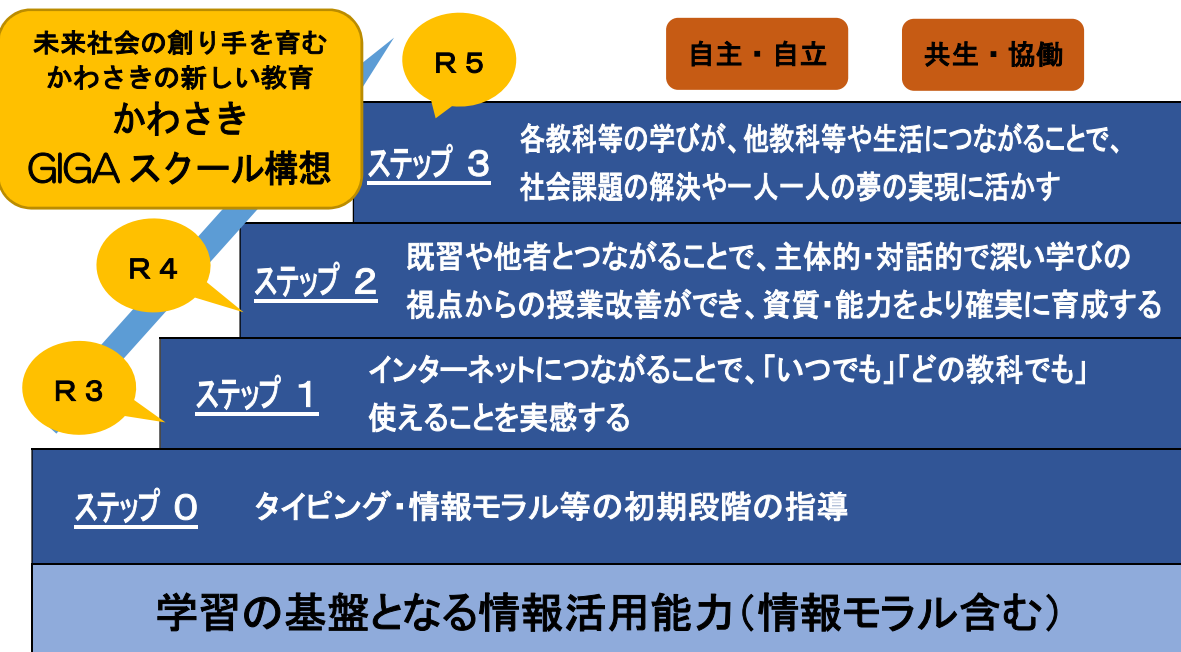 未来社会の創り手を育む
かわさきの新しい教育
かわさき
GIGA スクール構想
R5
自主・自立
共生・協働
ステップ 3
各教科等の学びが、他教科等や生活につながることで、
社会課題の解決や一人一人の夢の実現に活かす
R4
ステップ 2
既習や他者とつながることで、主体的・対話的で深い学びの
視点からの授業改善ができ、資質・能力をより確実に育成する
R3
ステップ 1
インターネットにつながることで、「いつでも」「どの教科でも」
使えることを実感する
ステップ 0
タイピング・情報モラル等の初期段階の指導
学習の基盤となる情報活用能力(情報モラル含む)